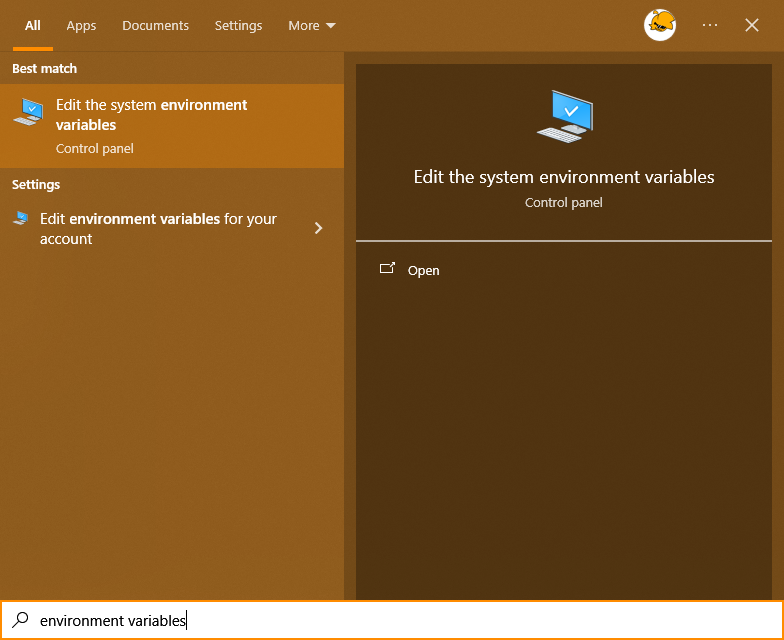 All Apps Documents Settings More
Best match
Edit the system environment
variables
Control panel
Settings
Edit environment variables for your
account
Edit the system environment variables
Control panel
Open
environment variables